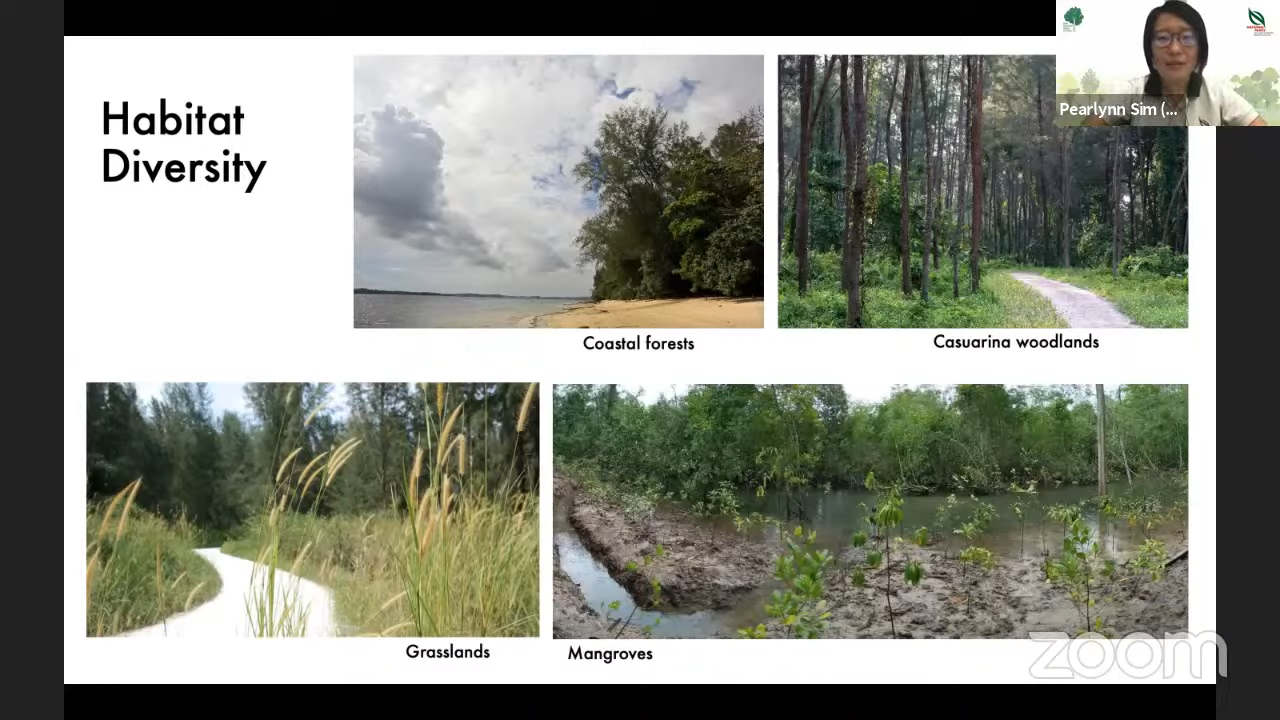 Habitat
Diversity
Pearlynn Sim (...
Coastal forests
Casuarina woodlands
Grasslands
Mangroves
zoom